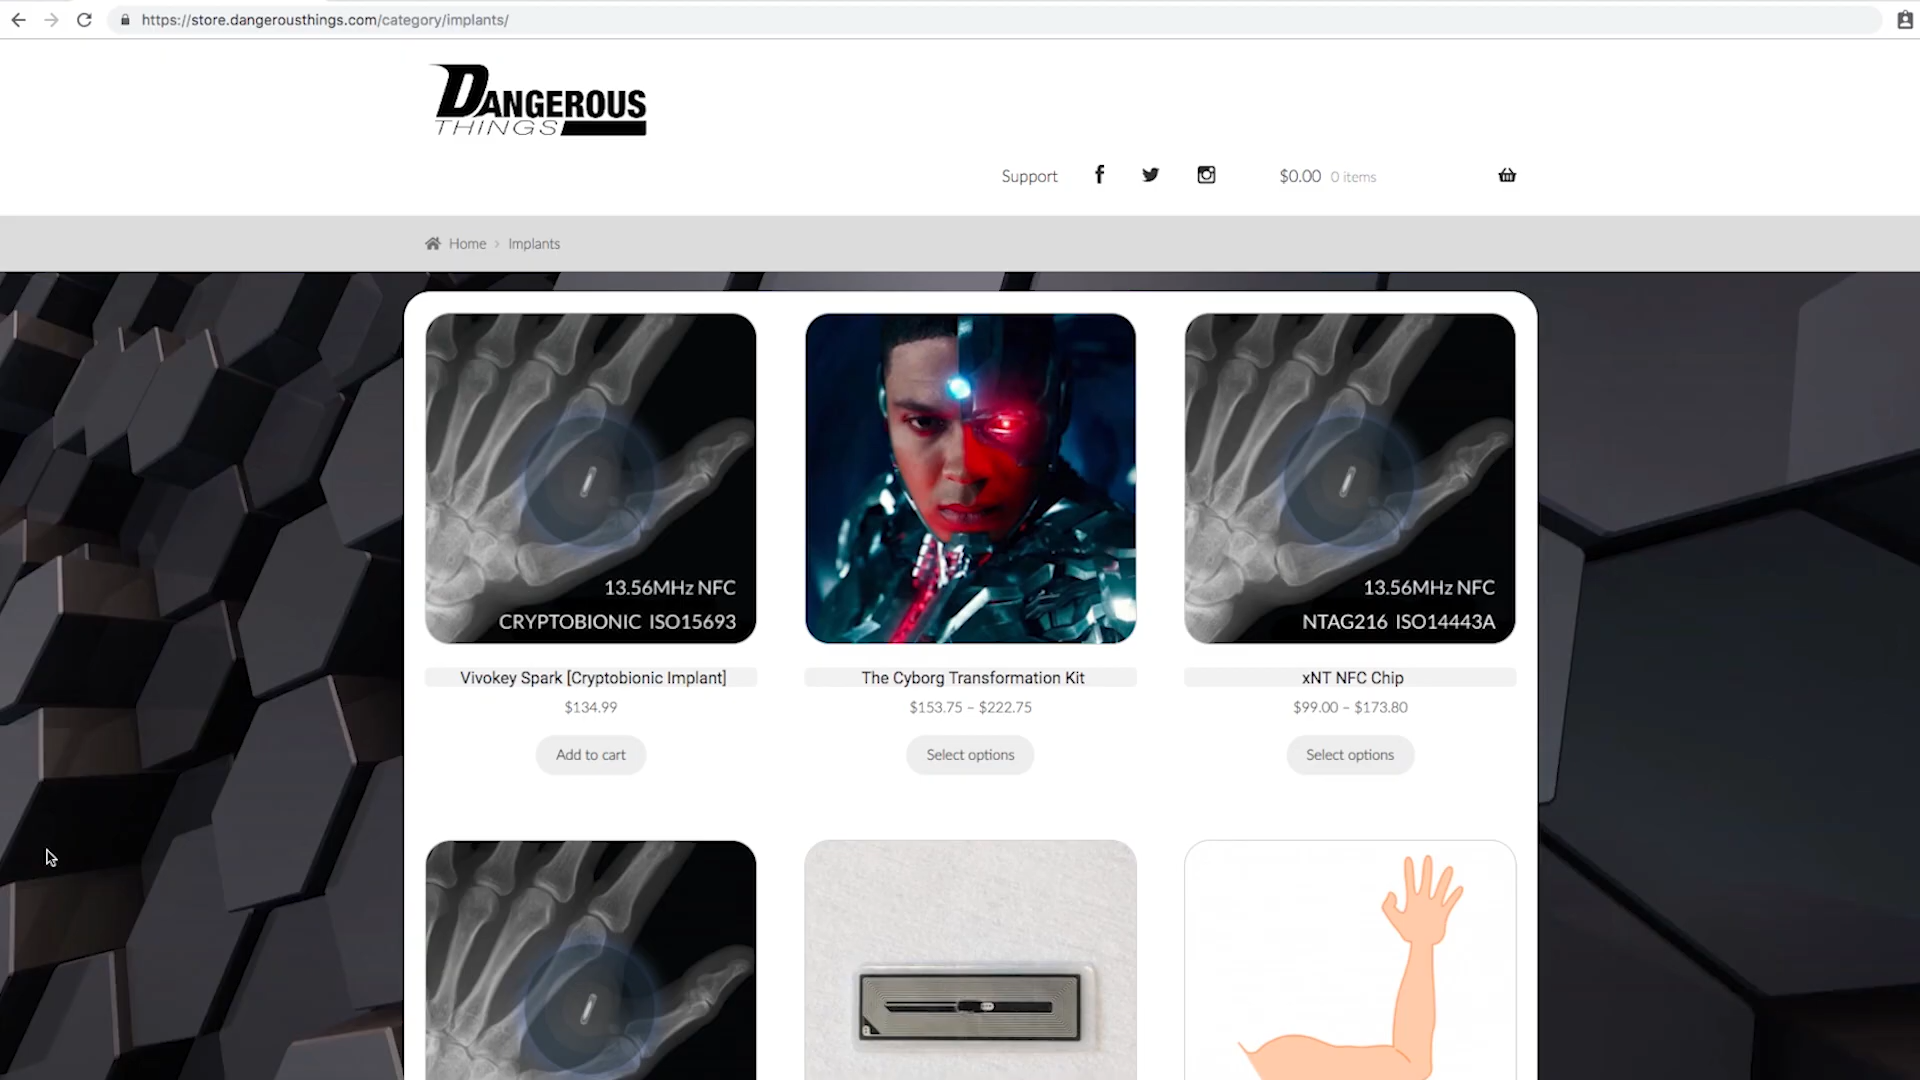 https://store.dangerousthings.com/category/implants/
DANGEROUS
THINGS
Support
$0.00 0 items
Home › Implants
13.56MHz NFC
CRYPTOBIONIC ISO15693
13.56MHz NFC
NTAG216 ISO14443A
Vivokey Spark [Cryptobionic Implant]
The Cyborg Transformation Kit
xNT NFC Chip
$134.99
$153.75 – $222.75
$99.00 – $173.80
Add to cart
Select options
Select options